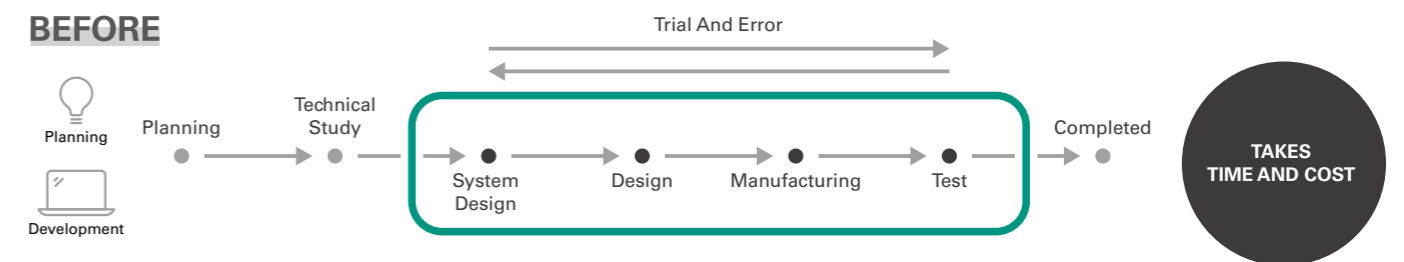 BEFORE
Trial And Error
Planning
Development
Planning
Technical
Study
System
Design
Design
Manufacturing
Test
Completed
TAKES
TIME AND COST